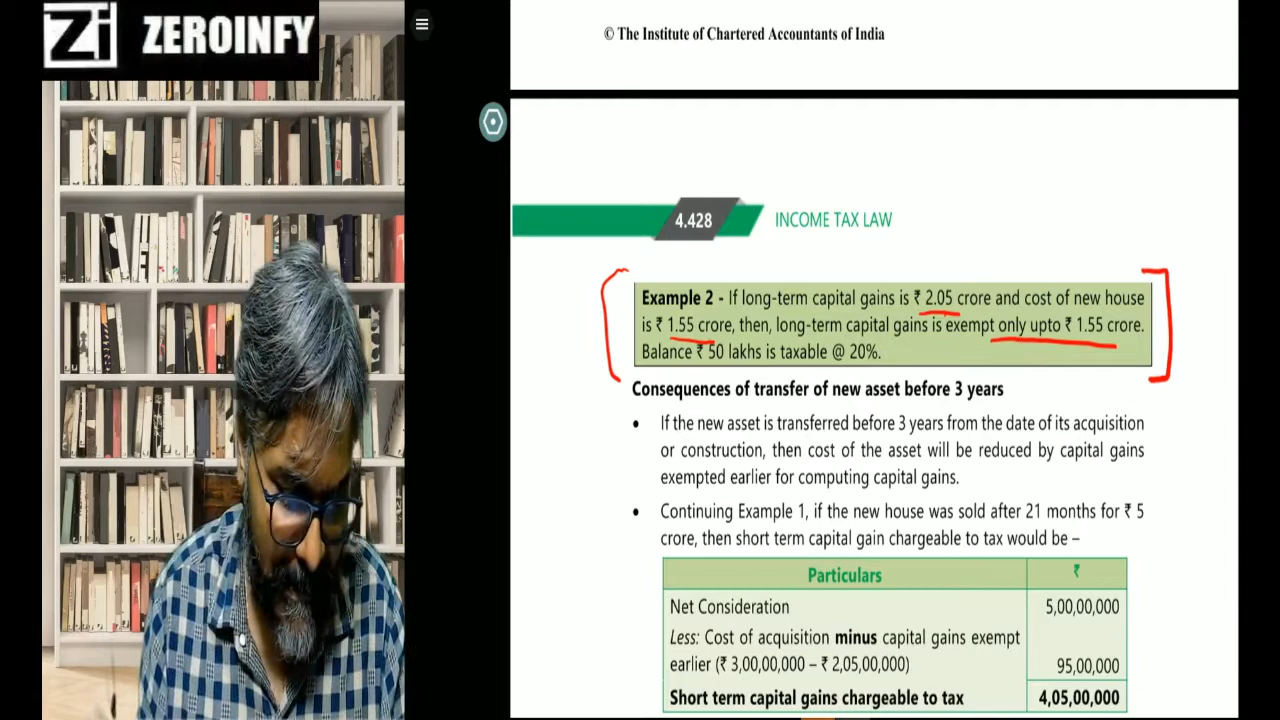 Zi ZEROINFY
© The Institute of Chartered Accountants of India
4.428 INCOME TAX LAW
Example 2 - If long-term capital gains is ₹ 2.05 crore and cost of new house
is ₹ 1.55 crore, then, long-term capital gains is exempt only upto ₹ 1.55 crore.
Balance ₹ 50 lakhs is taxable @ 20%.
Consequences of transfer of new asset before 3 years
• If the new asset is transferred before 3 years from the date of its acquisition
or construction, then cost of the asset will be reduced by capital gains
exempted earlier for computing capital gains.
• Continuing Example 1, if the new house was sold after 21 months for ₹ 5
crore, then short term capital gain chargeable to tax would be –
Particulars ₹
Net Consideration 5,00,00,000
Less: Cost of acquisition minus capital gains exempt
earlier (₹ 3,00,00,000 – ₹ 2,05,00,000) 95,00,000
Short term capital gains chargeable to tax 4,05,00,000